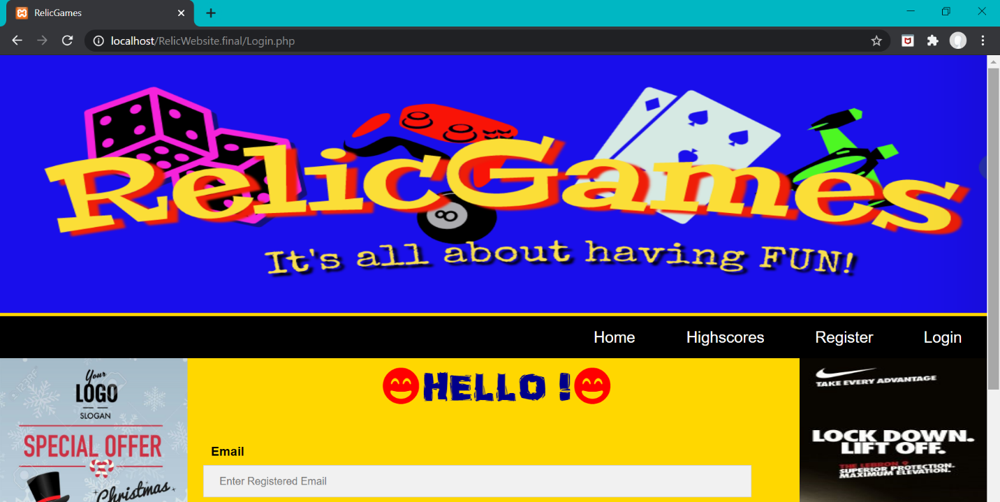 RelicGames
localhost/RelicWebsite.final/Login.php
RelicGames
8
It's all about having FUN!
Home Highscores Register Login
HELLO !
Your
LOGO
SLOGAN
SPECIAL OFFER
Christmas
Email
Enter Registered Email
TAKE EVERY ADVANTAGE
LOCK DOWN.
LIFT OFF.
THE LEBRON 9
SUPERIOR PROTECTION.
MAXIMUM ELEVATION.